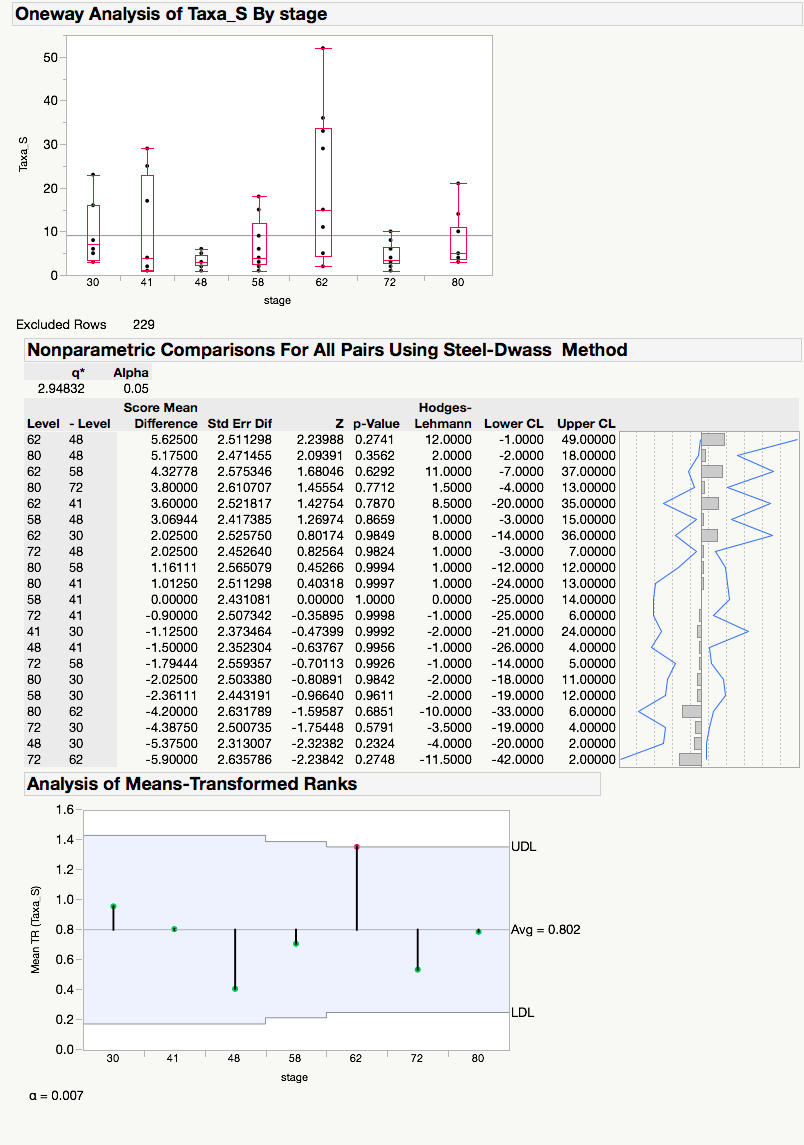 Oneway Analysis of Taxa_S By stage
50
40
30
20
10
0
Taxa_S
30 41 48 58 62 72 80
stage
Excluded Rows 229
Nonparametric Comparisons For All Pairs Using Steel-Dwass Method
q* Alpha
2.94832 0.05
Score Mean Hodges-
Level - Level Difference Std Err Dif Z p-Value Lehmann Lower CL Upper CL
62 48 5.62500 2.511298 2.23988 0.2741 12.0000 -1.0000 49.00000
80 48 5.17500 2.471455 2.09391 0.3562 2.0000 -2.0000 18.00000
62 58 4.32778 2.575346 1.68046 0.6292 11.0000 -7.0000 37.00000
80 72 3.80000 2.610707 1.45554 0.7712 1.5000 -4.0000 13.00000
62 41 3.60000 2.521817 1.42754 0.7870 8.5000 -20.0000 35.00000
58 48 3.06944 2.417385 1.26974 0.8659 1.0000 -3.0000 15.00000
62 30 2.02500 2.525750 0.80174 0.9849 8.0000 -14.0000 36.00000
72 48 2.02500 2.452640 0.82564 0.9824 1.0000 -3.0000 7.00000
80 58 1.16111 2.565079 0.45266 0.9994 1.0000 -12.0000 12.00000
80 41 1.01250 2.511298 0.40318 0.9997 1.0000 -24.0000 13.00000
58 41 0.00000 2.431081 0.00000 1.0000 0.0000 -25.0000 14.00000
72 41 -0.90000 2.507342 -0.35895 0.9998 -1.0000 -25.0000 6.00000
41 30 -1.12500 2.373464 -0.47399 0.9992 -2.0000 -21.0000 24.00000
48 41 -1.50000 2.352304 -0.63767 0.9956 -1.0000 -26.0000 4.00000
72 58 -1.79444 2.559357 -0.70113 0.9926 -1.0000 -14.0000 5.00000
80 30 -2.02500 2.503380 -0.80891 0.9842 -2.0000 -18.0000 11.00000
58 30 -2.36111 2.443191 -0.96640 0.9611 -2.0000 -19.0000 12.00000
80 62 -4.20000 2.631789 -1.59587 0.6851 -10.0000 -33.0000 6.00000
72 30 -4.38750 2.500735 -1.75448 0.5791 -3.5000 -19.0000 4.00000
48 30 -5.37500 2.313007 -2.32382 0.2324 -4.0000 -20.0000 2.00000
72 62 -5.90000 2.635786 -2.23842 0.2748 -11.5000 -42.0000 2.00000
Analysis of Means-Transformed Ranks
1.6
1.4
1.2
1.0
0.8
0.6
0.4
0.2
0.0
Mean TR (Taxa_S)
UDL
Avg = 0.802
LDL
30 41 48 58 62 72 80
stage
α = 0.007